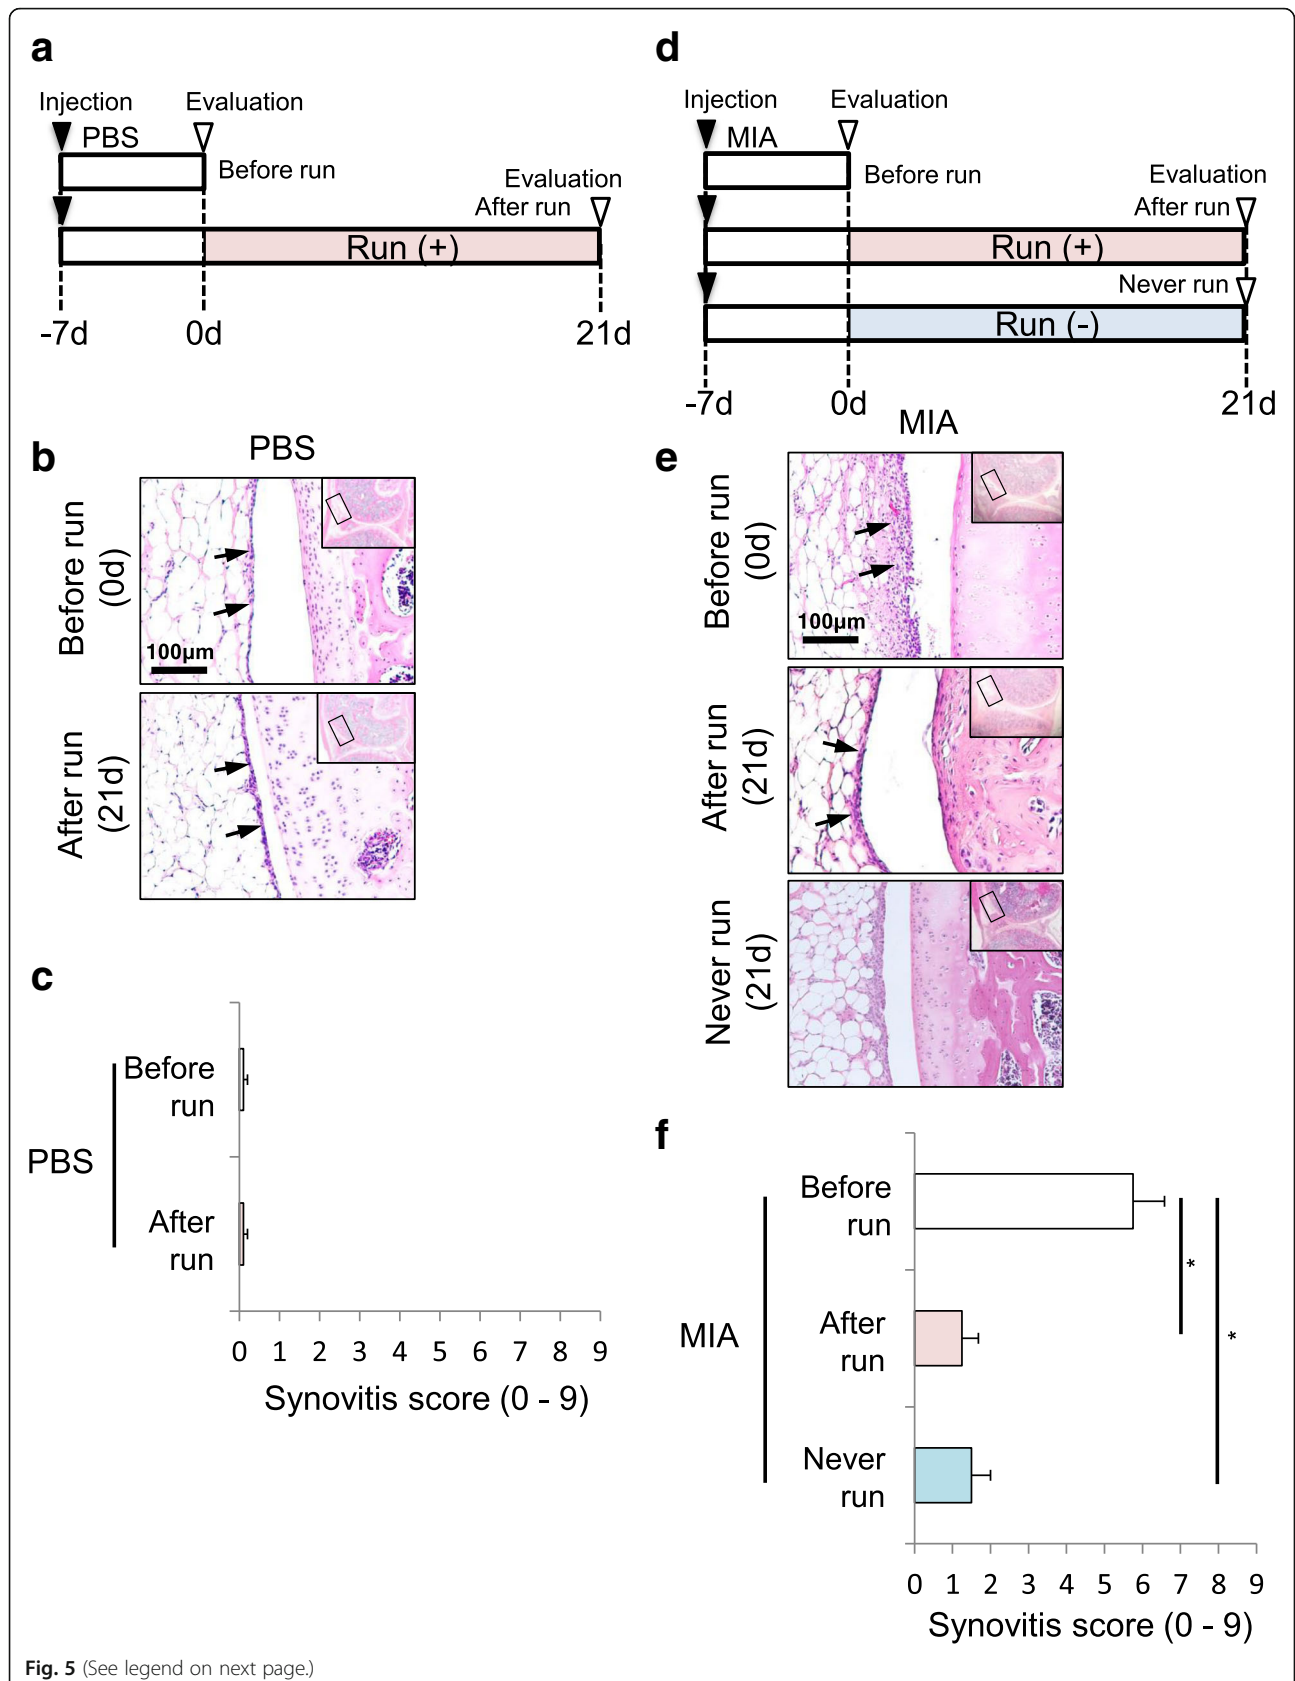 a
Injection
Evaluation
PBS
Before run
Evaluation
After run
Run (+)
-7d
0d
21d
b
PBS
Before run
(0d)
100μm
After run
(21d)
c
PBS
Before
run
After
run
0 1 2 3 4 5 6 7 8 9
Synovitis score (0 - 9)
d
Injection
Evaluation
MIA
Before run
Evaluation
After run
Run (+)
Never run
Run (-)
-7d
0d
21d
e
MIA
Before run
(0d)
100μm
After run
(21d)
Never run
(21d)
f
MIA
Before
run
After
run
Never
run
*
*
0 1 2 3 4 5 6 7 8 9
Synovitis score (0 - 9)
Fig. 5 (See legend on next page.)